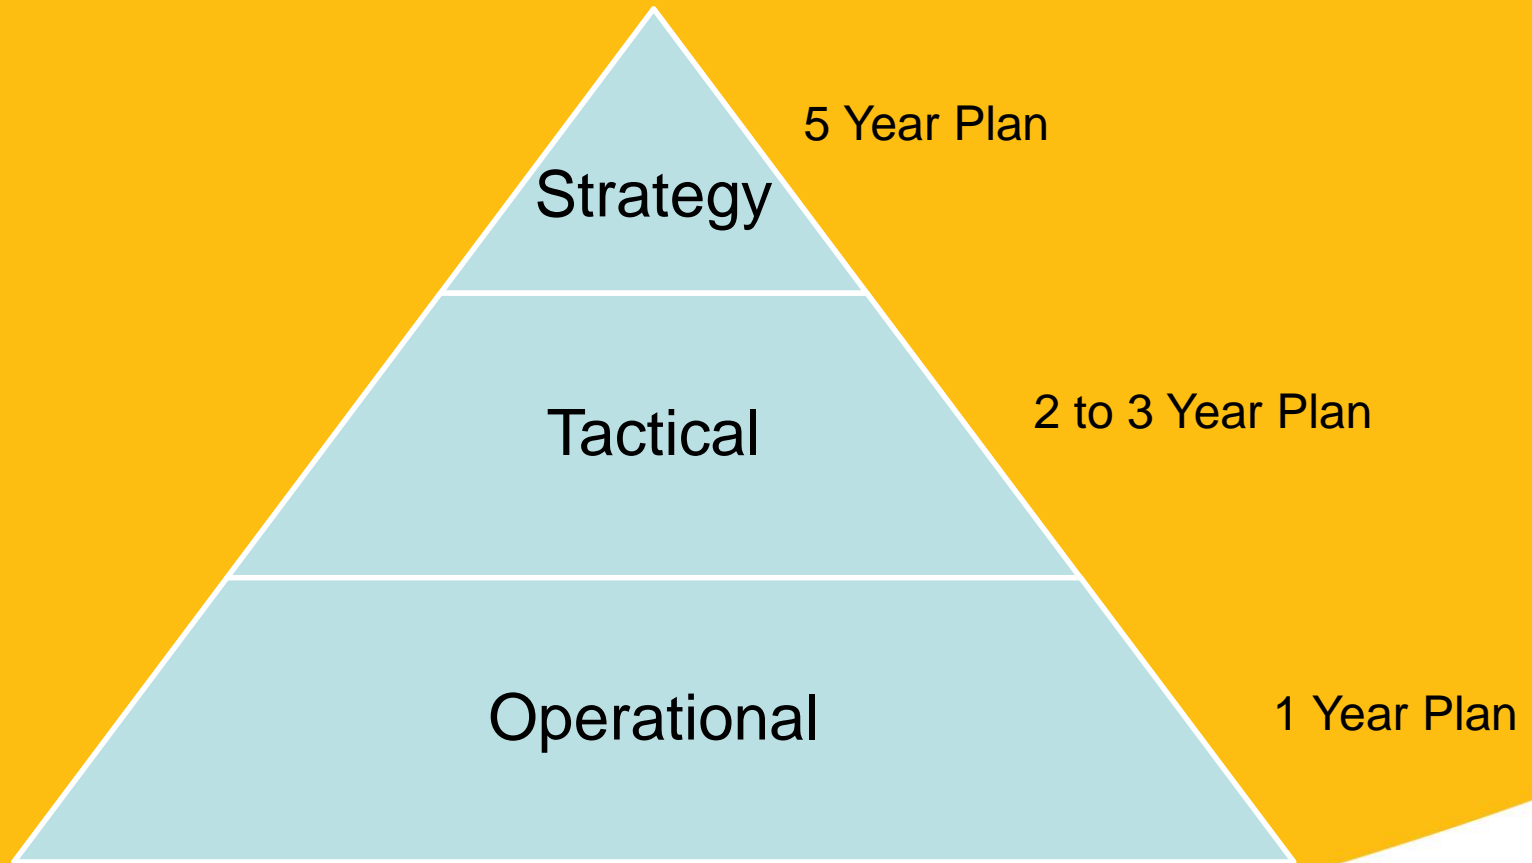 5 Year Plan
Strategy
2 to 3 Year Plan
Tactical
1 Year Plan
Operational